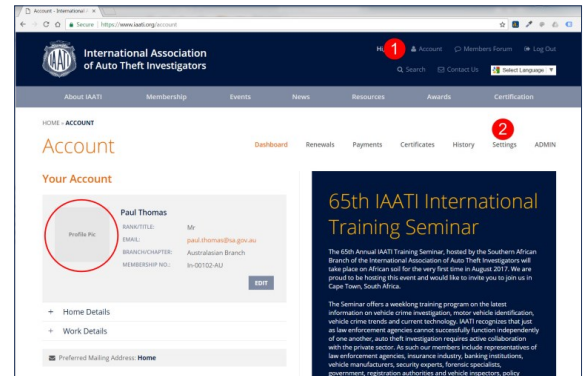 Account - International
Secure | https://www.iaati.org/account
International Association
of Auto Theft Investigators
1
Account
Members Forum
Log Out
Search
Contact Us
Select Language
About IAATI
Membership
Events
News
Resources
Awards
Certification
HOME » ACCOUNT
2
Account
Dashboard
Renewals
Payments
Certificates
History
Settings
ADMIN
Your Account
Profile Pic
Paul Thomas
RANK/TITLE: Mr
EMAIL: paul.thomas@sa.gov.au
BRANCH/CHAPTER: Australasian Branch
MEMBERSHIP NO.: In-00102-AU
EDIT
+ Home Details
+ Work Details
Preferred Mailing Address: Home
65th IAATI International
Training Seminar
The 65th Annual IAATI Training Seminar, hosted by the Southern African
Branch of the International Association of Auto Theft Investigators will
take place on African soil for the very first time in August 2017. We are
proud to be hosting this event and would like to invite you to join us in
Cape Town, South Africa.
The Seminar offers a weeklong training program on the latest
information on vehicle crime investigation, motor vehicle identification,
vehicle crime trends and current technology. IAATI recognizes that just
as law enforcement agencies cannot successfully function independently
of one another, auto theft investigation requires active collaboration
with the private sector. As such our members include representatives of
law enforcement agencies, insurance industry, banking institutions,
vehicle manufacturers, security experts, forensic specialists,
government, registration authorities and vehicle inspectors, policy